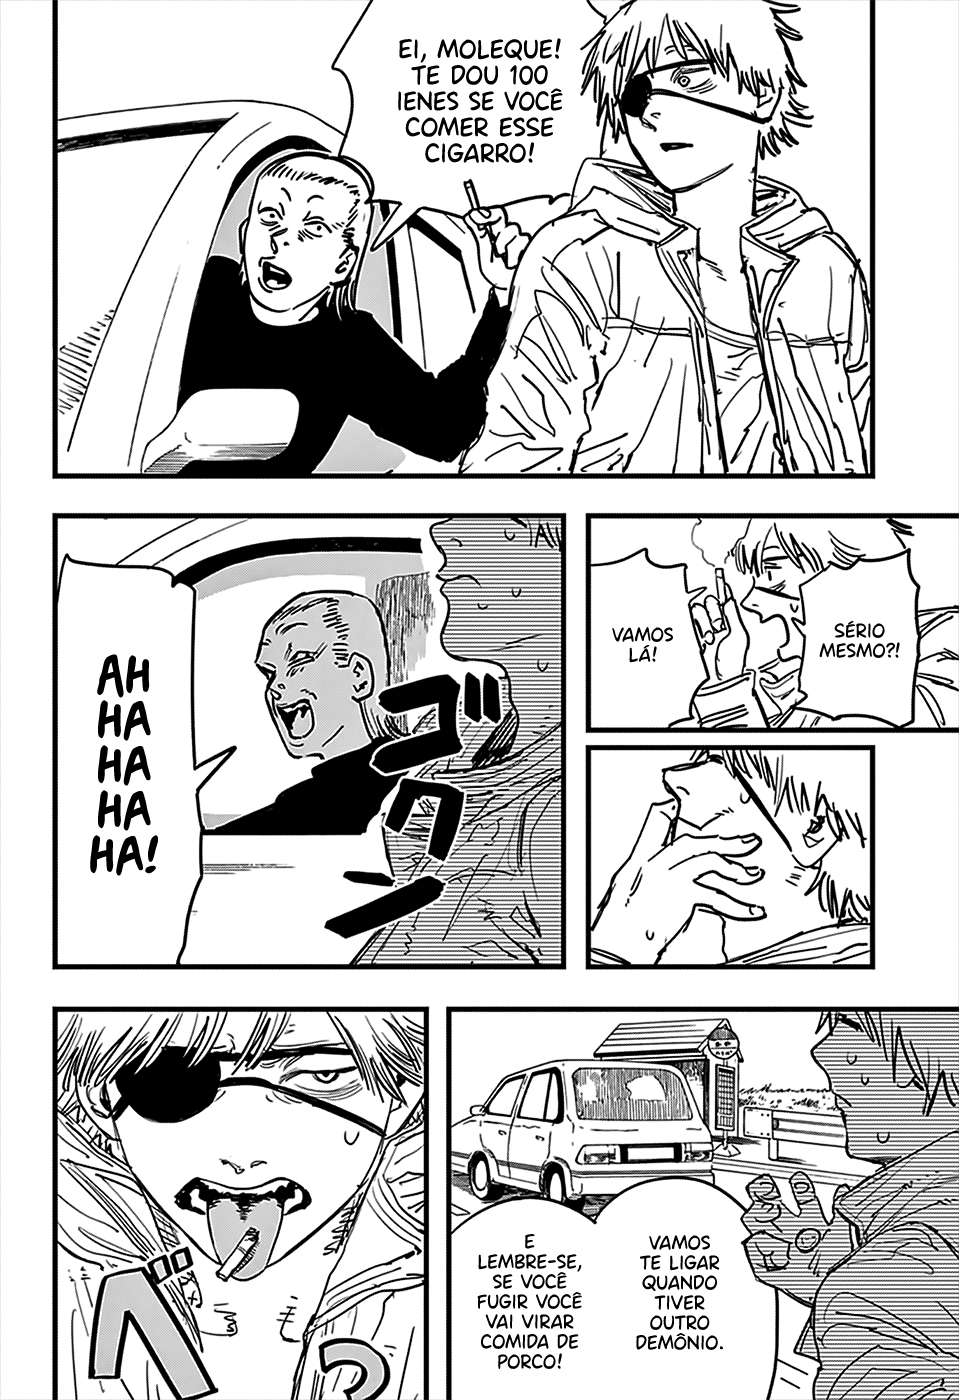 EI, MOLEQUE!
TE DOU 100
IENES SE VOCÊ
COMER ESSE
CIGARRO!
SÉRIO
MESMO?!
VAMOS
LÁ!
AH
HA
HA
HA
HA!
ゴクン
VAMOS
TE LIGAR
QUANDO
TIVER
OUTRO
DEMÔNIO.
E
LEMBRE-SE,
SE VOCÊ
FUGIR VOCÊ
VAI VIRAR
COMIDA DE
PORCO!
ペッ